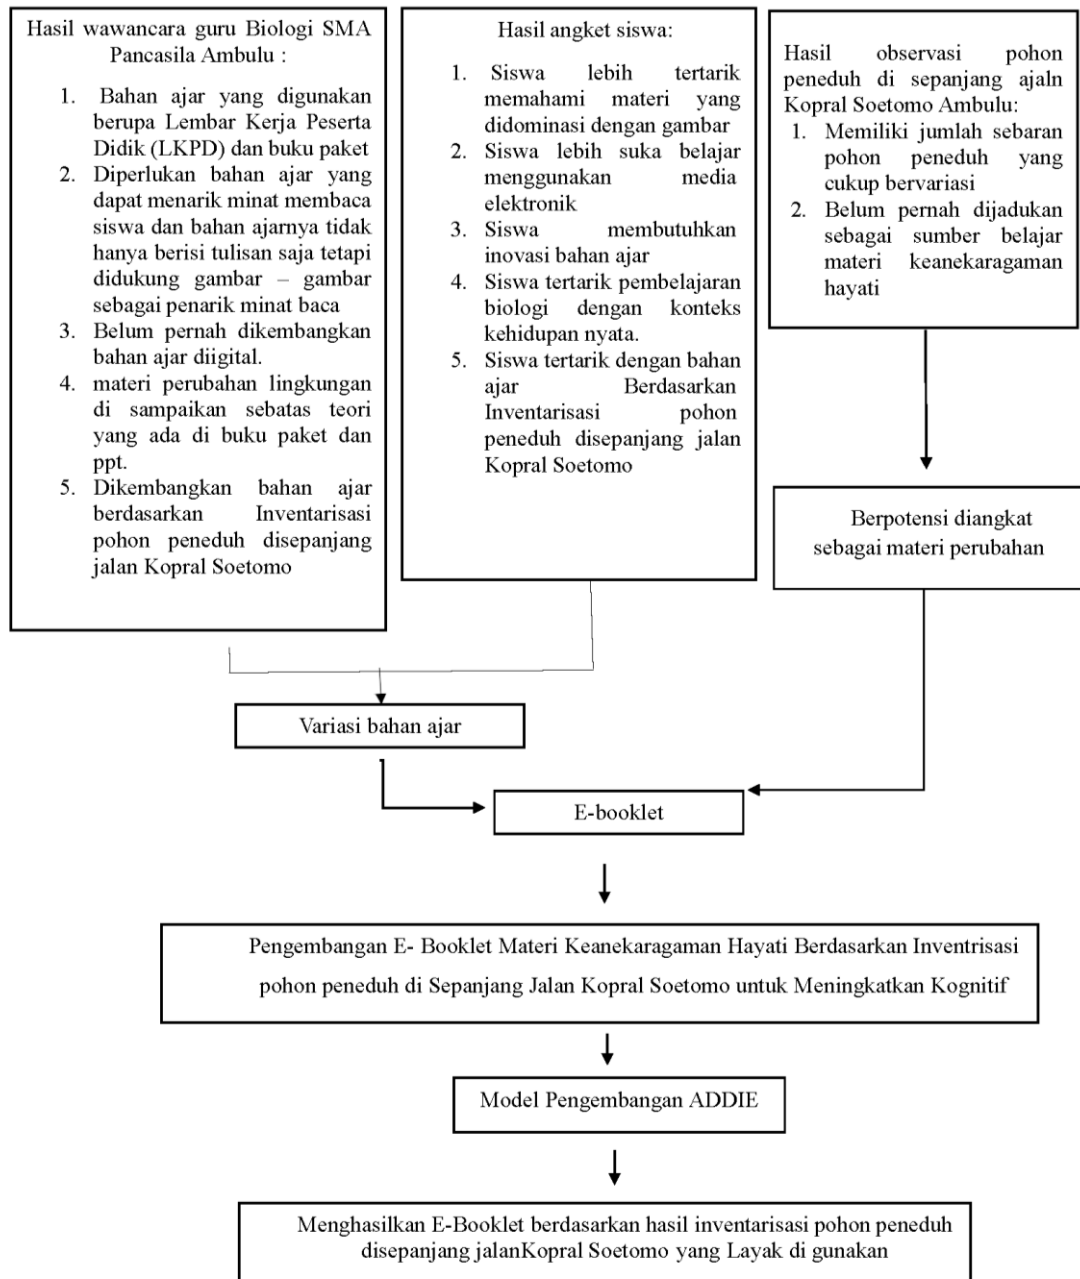 Hasil wawancara guru Biologi SMA
Pancasila Ambulu :
1. Bahan ajar yang digunakan
berupa Lembar Kerja Peserta
Didik (LKPD) dan buku paket
2. Diperlukan bahan ajar yang
dapat menarik minat membaca
siswa dan bahan ajarnya tidak
hanya berisi tulisan saja tetapi
didukung gambar – gambar
sebagai penarik minat baca
3. Belum pernah dikembangkan
bahan ajar diigital.
4. materi perubahan lingkungan
di sampaikan sebatas teori
yang ada di buku paket dan
ppt.
5. Dikembangkan bahan ajar
berdasarkan Inventarisasi
pohon peneduh disepanjang
jalan Kopral Soetomo
Hasil angket siswa:
1. Siswa lebih tertarik
memahami materi yang
didominasi dengan gambar
2. Siswa lebih suka belajar
menggunakan media
elektronik
3. Siswa membutuhkan
inovasi bahan ajar
4. Siswa tertarik pembelajaran
biologi dengan konteks
kehidupan nyata.
5. Siswa tertarik dengan bahan
ajar Berdasarkan
Inventarisasi pohon
peneduh disepanjang jalan
Kopral Soetomo
Hasil observasi pohon
peneduh di sepanjang ajaln
Kopral Soetomo Ambulu:
1. Memiliki jumlah sebaran
pohon peneduh yang
cukup bervariasi
2. Belum pernah dijadukan
sebagai sumber belajar
materi keanekaragaman
hayati
Berpotensi diangkat
sebagai materi perubahan
Variasi bahan ajar
E-booklet
Pengembangan E- Booklet Materi Keanekaragaman Hayati Berdasarkan Inventrisasi
pohon peneduh di Sepanjang Jalan Kopral Soetomo untuk Meningkatkan Kognitif
Model Pengembangan ADDIE
Menghasilkan E-Booklet berdasarkan hasil inventarisasi pohon peneduh
disepanjang jalanKopral Soetomo yang Layak di gunakan